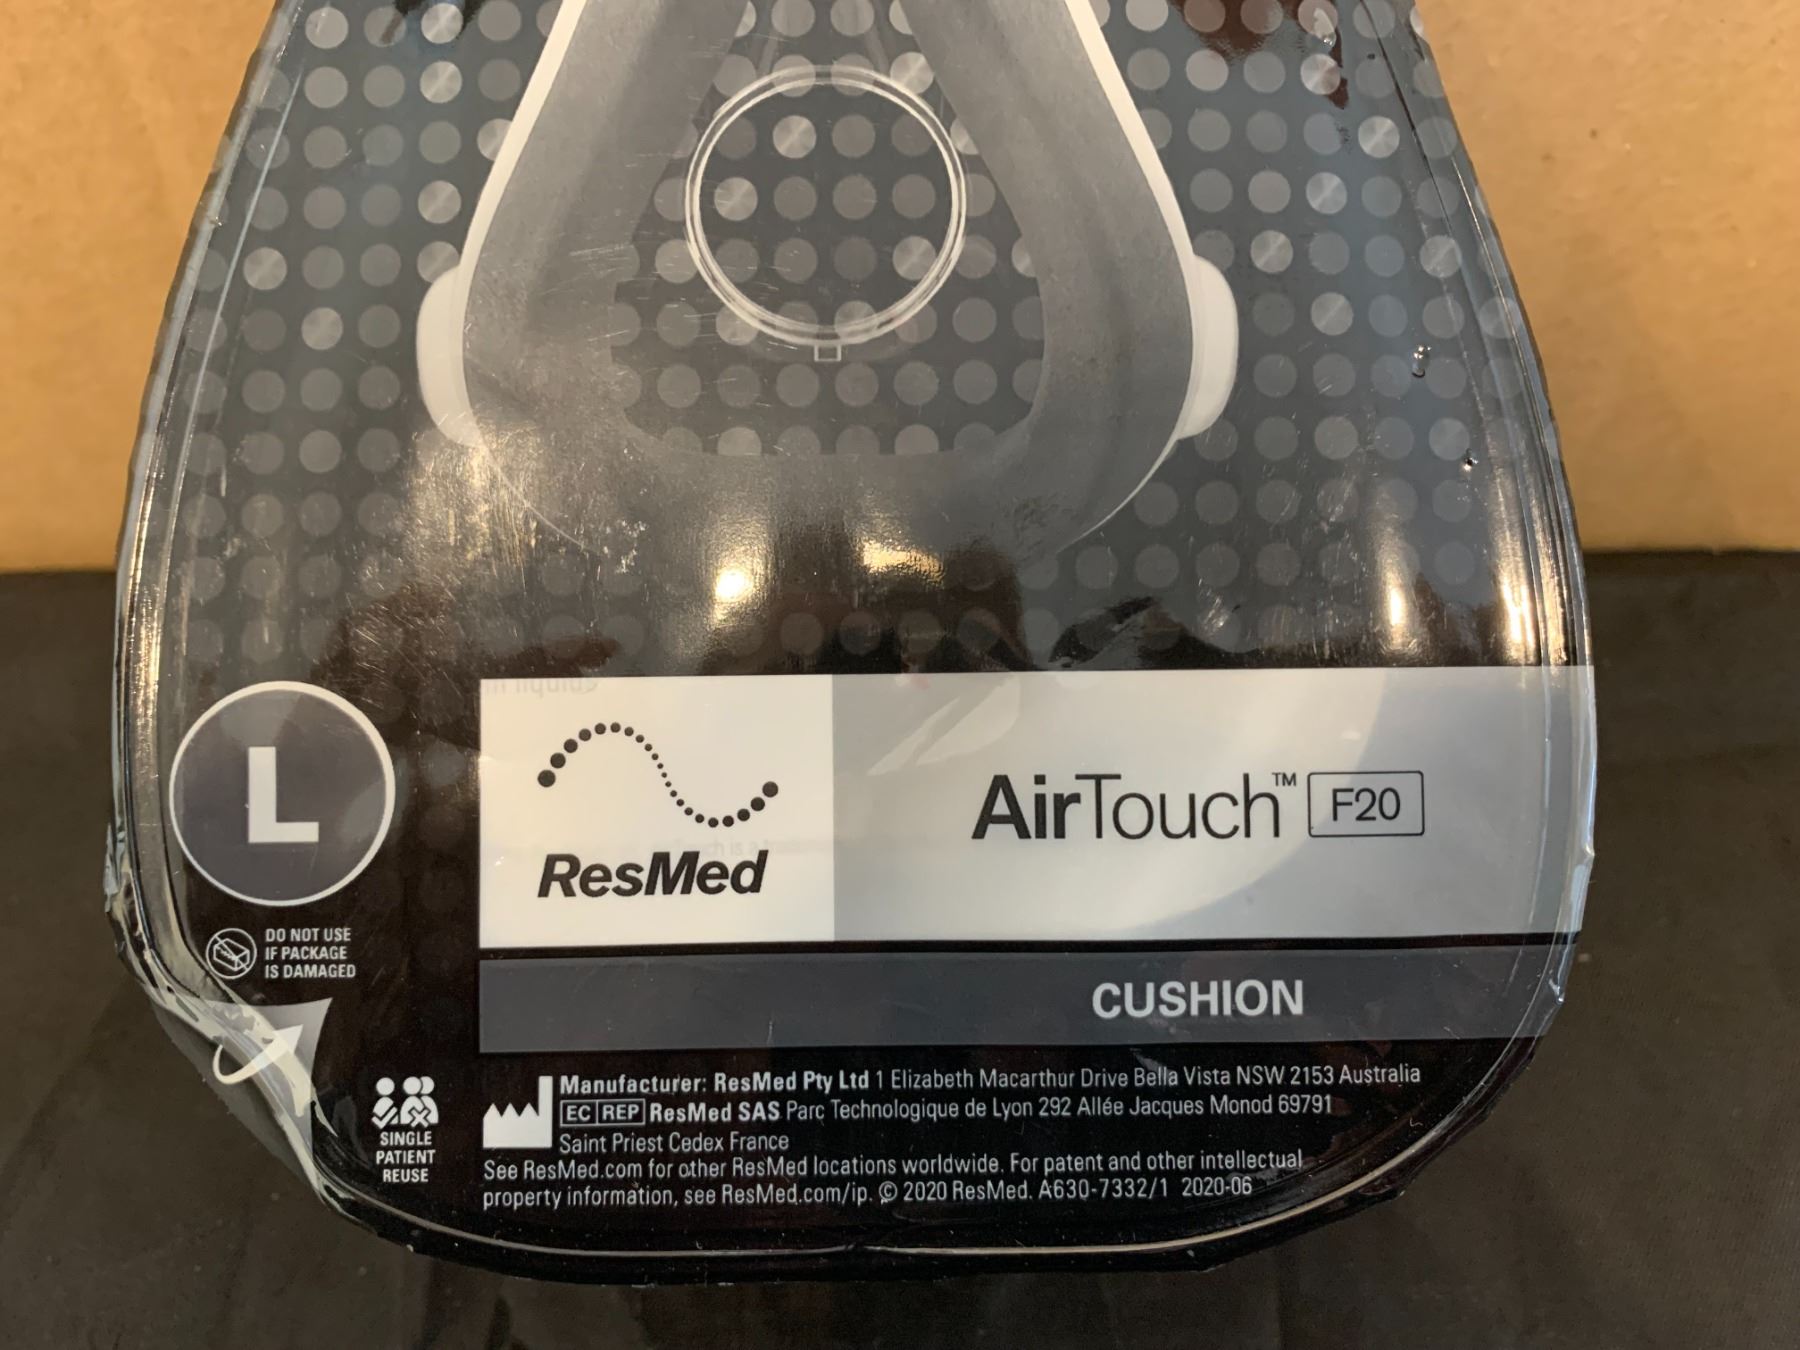 L
DO NOT USE
IF PACKAGE
IS DAMAGED
ResMed
AirTouch™ F20
CUSHION
SINGLE
PATIENT
REUSE
Manufacturer: ResMed Pty Ltd 1 Elizabeth Macarthur Drive Bella Vista NSW 2153 Australia
EC REP ResMed SAS Parc Technologique de Lyon 292 Allée Jacques Monod 69791
Saint Priest Cedex France
See ResMed.com for other ResMed locations worldwide. For patent and other intellectual
property information, see ResMed.com/ip. © 2020 ResMed. A630-7332/1 2020-06